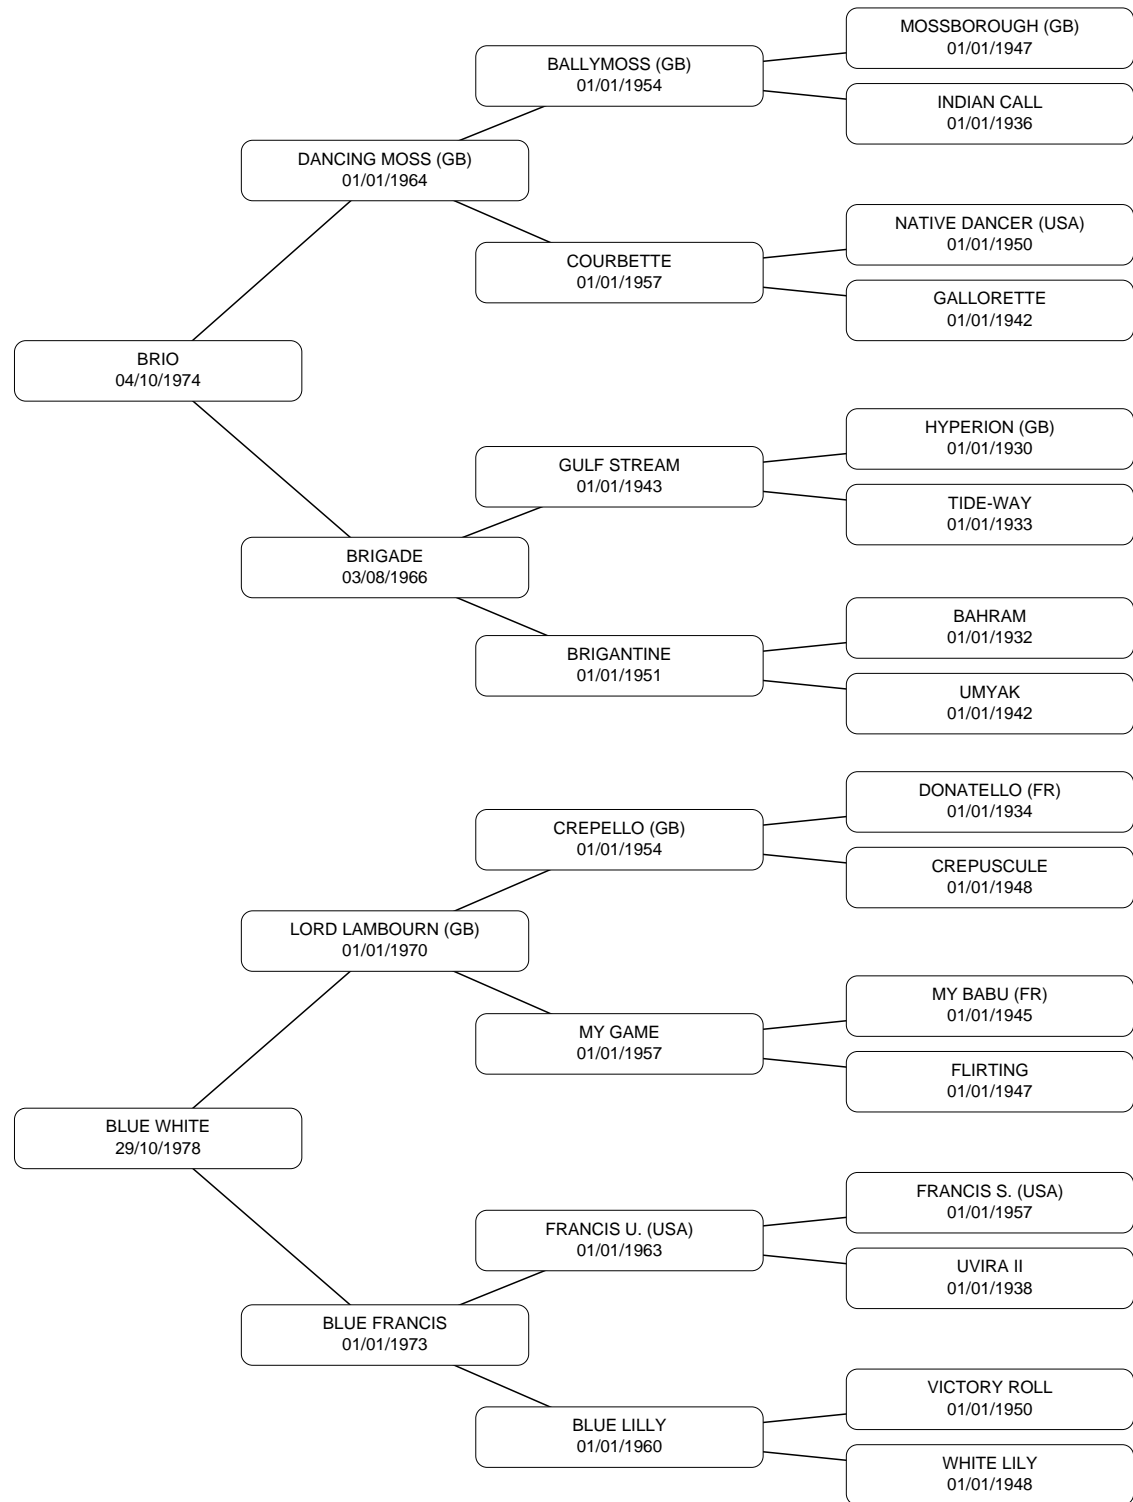 MOSSBOROUGH (GB)
01/01/1947
BALLYMOSS (GB)
01/01/1954
INDIAN CALL
01/01/1936
DANCING MOSS (GB)
01/01/1964
NATIVE DANCER (USA)
01/01/1950
COURBETTE
01/01/1957
GALLORETTE
01/01/1942
BRIO
04/10/1974
HYPERION (GB)
01/01/1930
GULF STREAM
01/01/1943
TIDE-WAY
01/01/1933
BRIGADE
03/08/1966
BAHRAM
01/01/1932
BRIGANTINE
01/01/1951
UMYAK
01/01/1942
DONATELLO (FR)
01/01/1934
CREPELLO (GB)
01/01/1954
CREPUSCULE
01/01/1948
LORD LAMBOURN (GB)
01/01/1970
MY BABU (FR)
01/01/1945
MY GAME
01/01/1957
FLIRTING
01/01/1947
BLUE WHITE
29/10/1978
FRANCIS S. (USA)
01/01/1957
FRANCIS U. (USA)
01/01/1963
UVIRA II
01/01/1938
BLUE FRANCIS
01/01/1973
VICTORY ROLL
01/01/1950
BLUE LILLY
01/01/1960
WHITE LILY
01/01/1948